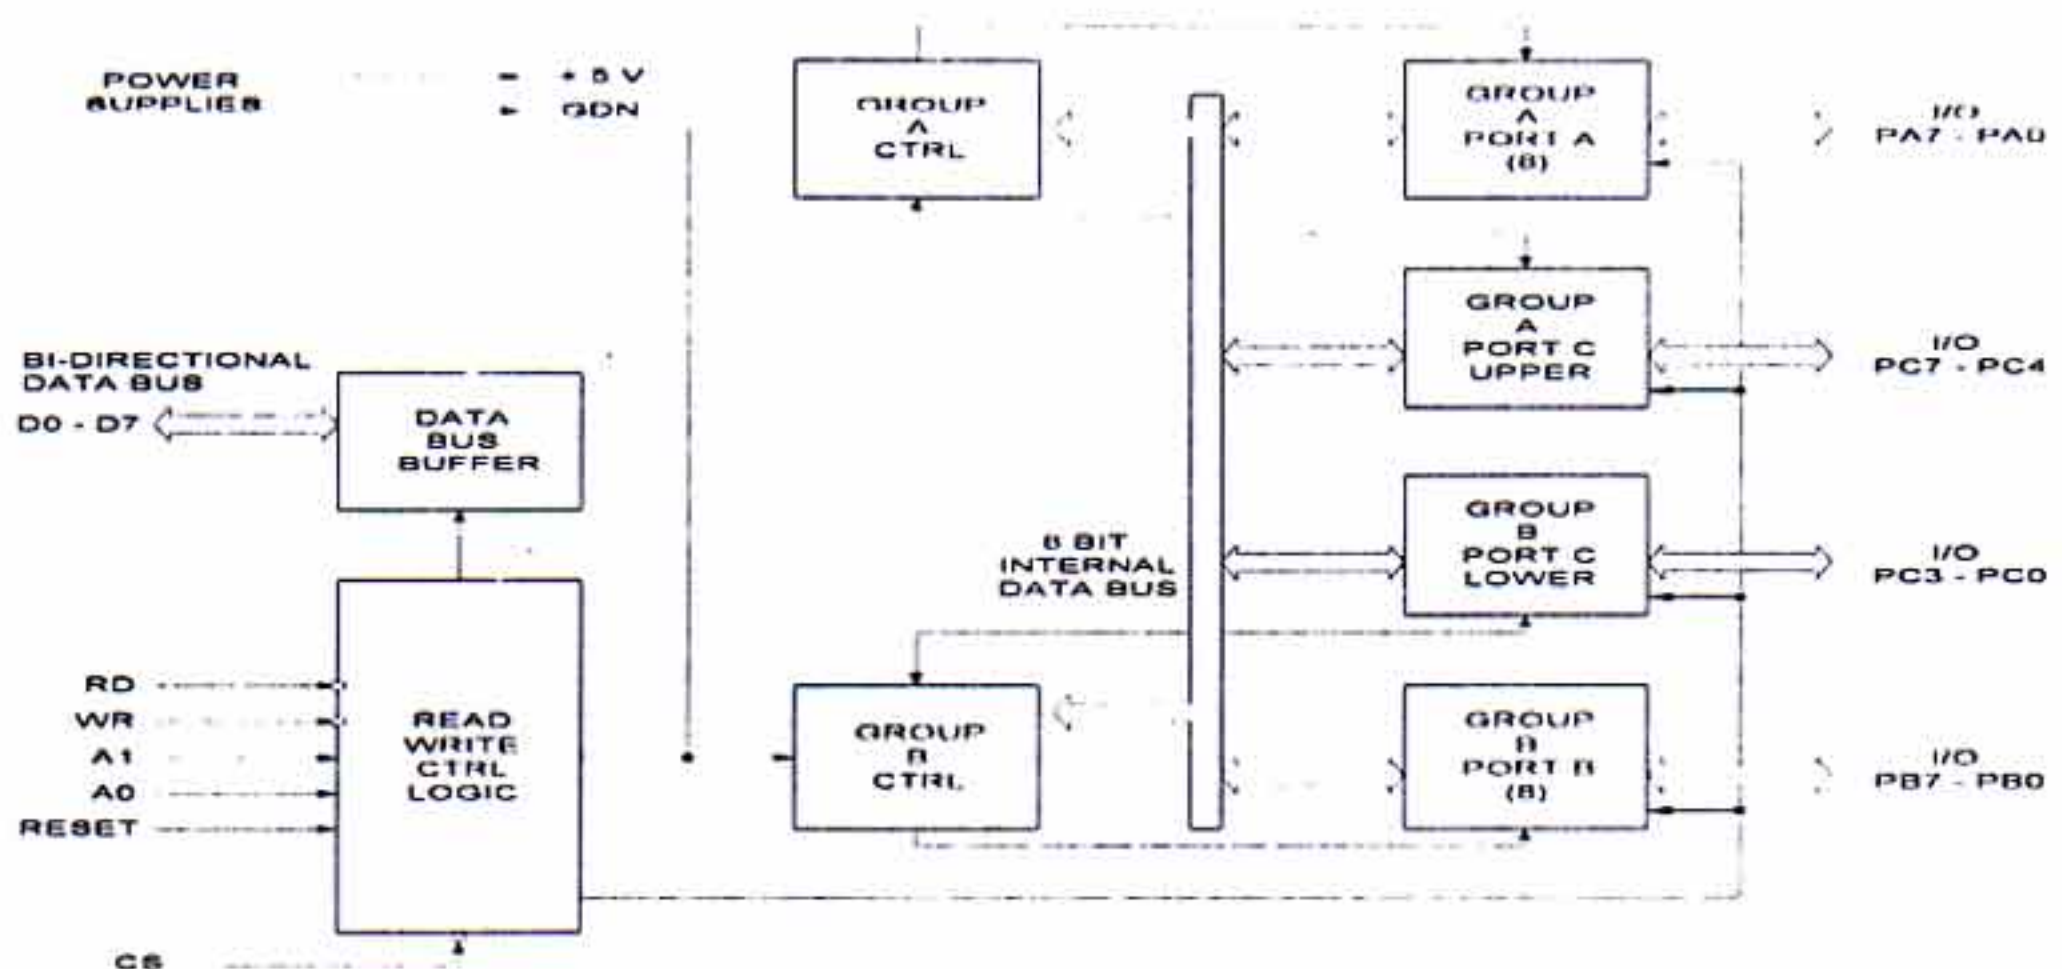 POWER
SUPPLIES
+ 5 V
GDN
GROUP
A
CTRL
GROUP
A
PORT A
(8)
I/O
PA7 - PA0
GROUP
A
PORT C
UPPER
I/O
PC7 - PC4
BI-DIRECTIONAL
DATA BUS
D0 - D7
DATA
BUS
BUFFER
8 BIT
INTERNAL
DATA BUS
GROUP
B
PORT C
LOWER
I/O
PC3 - PC0
RD
WR
A1
A0
RESET
READ
WRITE
CTRL
LOGIC
GROUP
B
CTRL
GROUP
B
PORT B
(8)
I/O
PB7 - PB0
CS